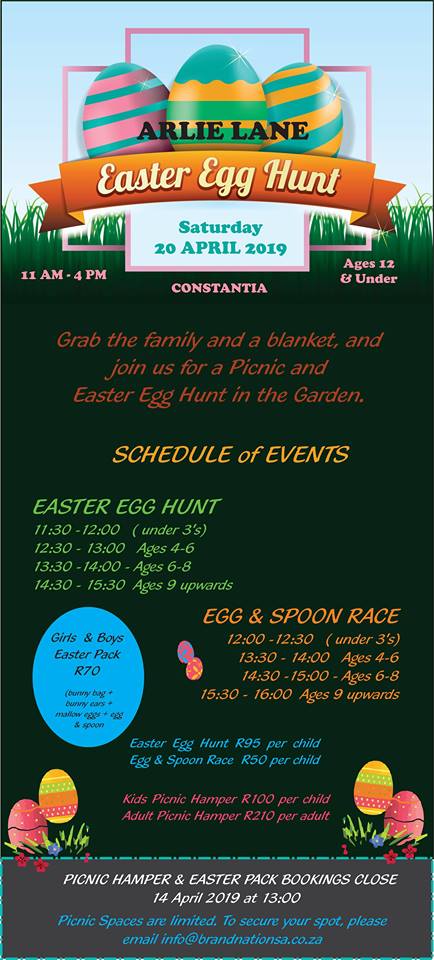 ARLIE LANE
Easter Egg Hunt
Saturday
20 APRIL 2019
11 AM - 4 PM
Ages 12
& Under
CONSTANTIA
Grab the family and a blanket, and
join us for a Picnic and
Easter Egg Hunt in the Garden.
SCHEDULE of EVENTS
EASTER EGG HUNT
11:30 -12:00 ( under 3's)
12:30 - 13:00 Ages 4-6
13:30 -14:00 - Ages 6-8
14:30 - 15:30 Ages 9 upwards
EGG & SPOON RACE
12:00 -12:30 ( under 3's)
13:30 - 14:00 Ages 4-6
14:30 -15:00 - Ages 6-8
15:30 - 16:00 Ages 9 upwards
Girls & Boys
Easter Pack
R70
(bunny bag +
bunny ears +
mallow eggs + egg
& spoon
Easter Egg Hunt R95 per child
Egg & Spoon Race R50 per child
Kids Picnic Hamper R100 per child
Adult Picnic Hamper R210 per adult
PICNIC HAMPER & EASTER PACK BOOKINGS CLOSE
14 April 2019 at 13:00
Picnic Spaces are limited. To secure your spot, please
email info@brandnationsa.co.za